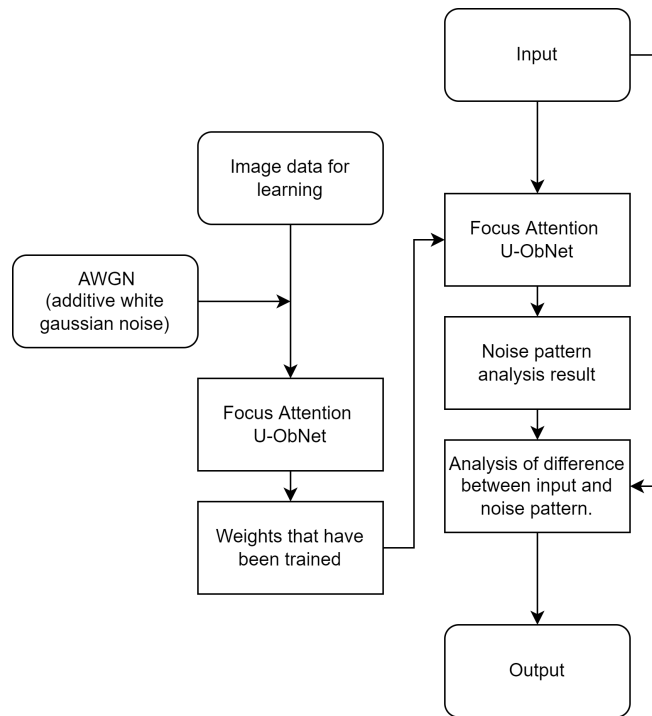 Input
Image data for
learning
AWGN
(additive white
gaussian noise)
Focus Attention
U-ObNet
Weights that have
been trained
Focus Attention
U-ObNet
Noise pattern
analysis result
Analysis of difference
between input and
noise pattern.
Output